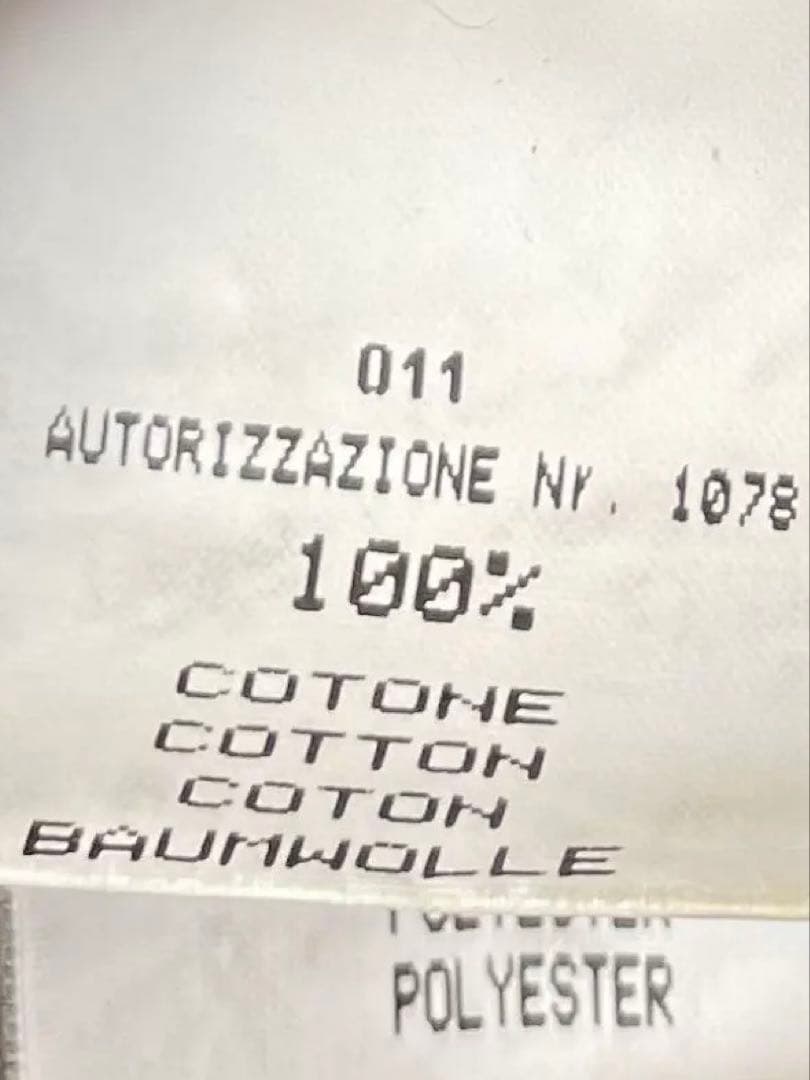 011
AUTORIZZAZIONE Nr. 1078
100%
COTONE
COTTON
COTON
BAUMWOLLE
POLYESTER